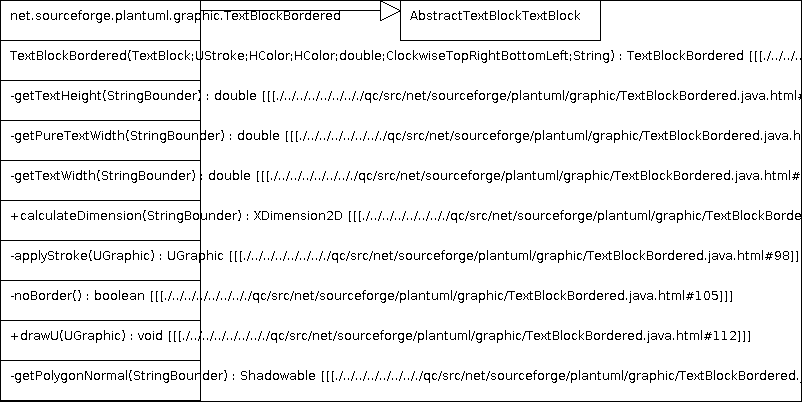 net.sourceforge.plantuml.graphic.TextBlockBordered
AbstractTextBlockTextBlock
TextBlockBordered(TextBlock;UStroke;HColor;HColor;double;ClockwiseTopRightBottomLeft;String) : TextBlockBordered [[[./../../..
-getTextHeight(StringBounder) : double [[[./../../../../../../../qc/src/net/sourceforge/plantuml/graphic/TextBlockBordered.java.html#
-getPureTextWidth(StringBounder) : double [[[./../../../../../../../qc/src/net/sourceforge/plantuml/graphic/TextBlockBordered.java.h
-getTextWidth(StringBounder) : double [[[./../../../../../../../qc/src/net/sourceforge/plantuml/graphic/TextBlockBordered.java.html#
+calculateDimension(StringBounder) : XDimension2D [[[./../../../../../../../qc/src/net/sourceforge/plantuml/graphic/TextBlockBorde
-applyStroke(UGraphic) : UGraphic [[[./../../../../../../../qc/src/net/sourceforge/plantuml/graphic/TextBlockBordered.java.html#98]]]
-noBorder() : boolean [[[./../../../../../../../qc/src/net/sourceforge/plantuml/graphic/TextBlockBordered.java.html#105]]]
+drawU(UGraphic) : void [[[./../../../../../../../qc/src/net/sourceforge/plantuml/graphic/TextBlockBordered.java.html#112]]]
-getPolygonNormal(StringBounder) : Shadowable [[[./../../../../../../../qc/src/net/sourceforge/plantuml/graphic/TextBlockBordered.